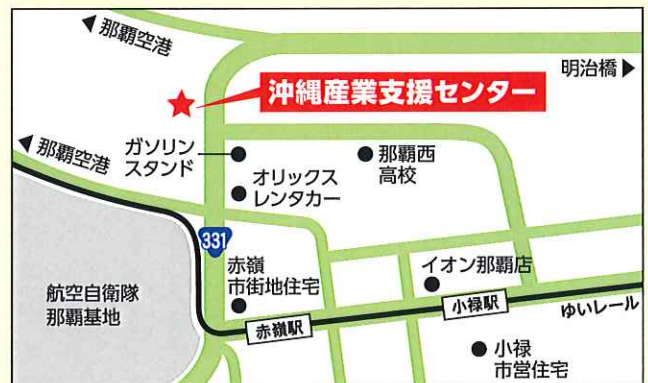 ◀ 那覇空港
明治橋 ▶
沖縄産業支援センター
◀ 那覇空港
ガソリン
スタンド
那覇西
高校
オリックス
レンタカー
331
赤嶺
市街地住宅
イオン那覇店
航空自衛隊
那覇基地
赤嶺駅
小禄駅
ゆいレール
小禄
市営住宅